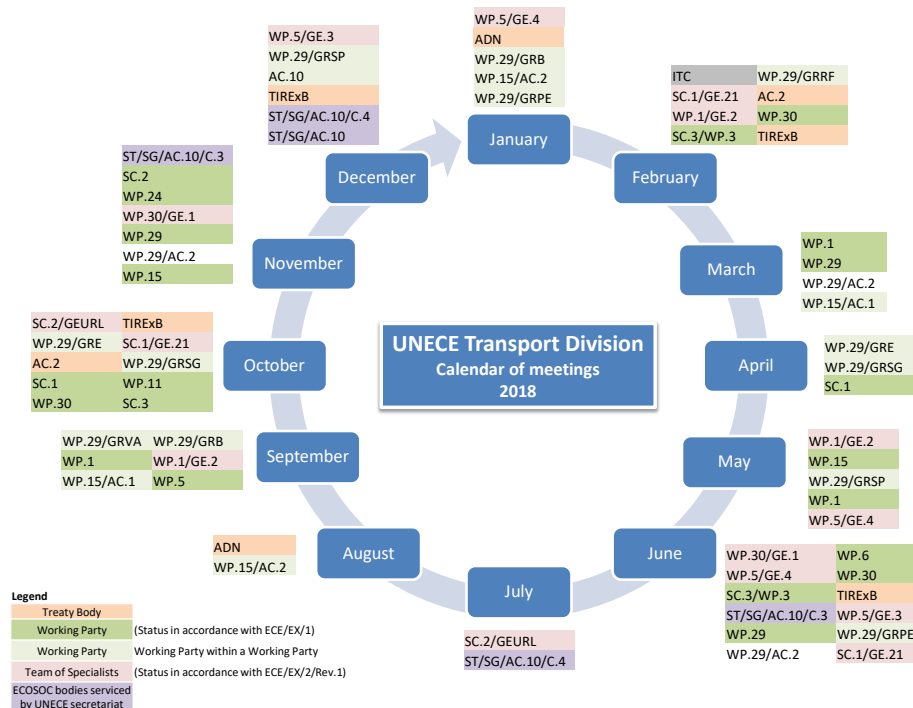 UNECE Transport Division
Calendar of meetings
2018
January
WP.5/GE.4
ADN
WP.29/GRB
WP.15/AC.2
WP.29/GRPE
February
ITC WP.29/GRRF
SC.1/GE.21 AC.2
WP.1/GE.2 WP.30
SC.3/WP.3 TIRExB
March
WP.1
WP.29
WP.29/AC.2
WP.15/AC.1
April
WP.29/GRE
WP.29/GRSG
SC.1
May
WP.1/GE.2
WP.15
WP.29/GRSP
WP.1
WP.5/GE.4
June
WP.30/GE.1 WP.6
WP.5/GE.4 WP.30
SC.3/WP.3 TIRExB
ST/SG/AC.10/C.3 WP.5/GE.3
WP.29 WP.29/GRPE
WP.29/AC.2 SC.1/GE.21
July
SC.2/GEURL
ST/SG/AC.10/C.4
August
ADN
WP.15/AC.2
September
WP.29/GRVA WP.29/GRB
WP.1 WP.1/GE.2
WP.15/AC.1 WP.5
October
SC.2/GEURL TIRExB
WP.29/GRE SC.1/GE.21
AC.2 WP.29/GRSG
SC.1 WP.11
WP.30 SC.3
November
ST/SG/AC.10/C.3
SC.2
WP.24
WP.30/GE.1
WP.29
WP.29/AC.2
WP.15
December
WP.5/GE.3
WP.29/GRSP
AC.10
TIRExB
ST/SG/AC.10/C.4
ST/SG/AC.10
Legend
Treaty Body
Working Party (Status in accordance with ECE/EX/1)
Working Party Working Party within a Working Party
Team of Specialists (Status in accordance with ECE/EX/2/Rev.1)
ECOSOC bodies serviced
by UNECE secretariat